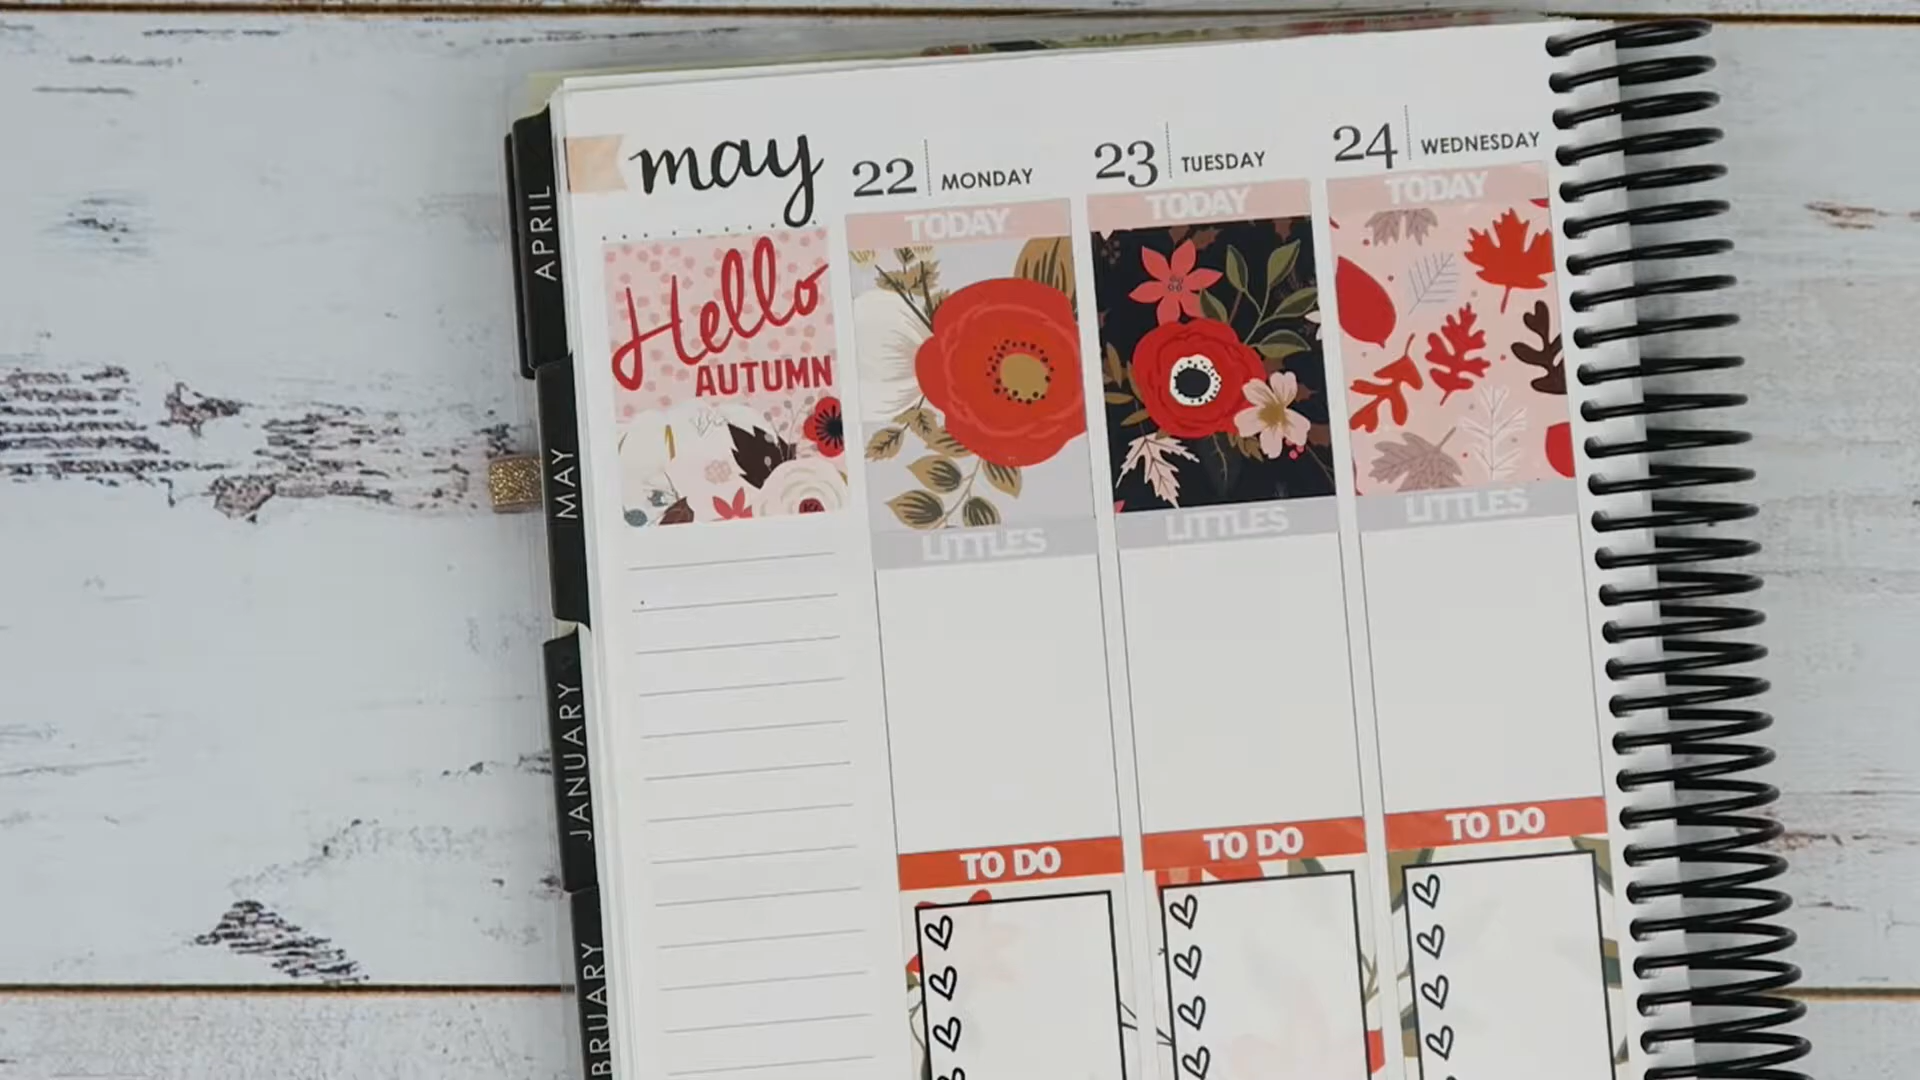 may
22 MONDAY
23 TUESDAY
24 WEDNESDAY
TODAY
TODAY
TODAY
Hello
AUTUMN
LITTLES
LITTLES
LITTLES
TO DO
TO DO
TO DO
APRIL
MAY
JANUARY
BRUARY